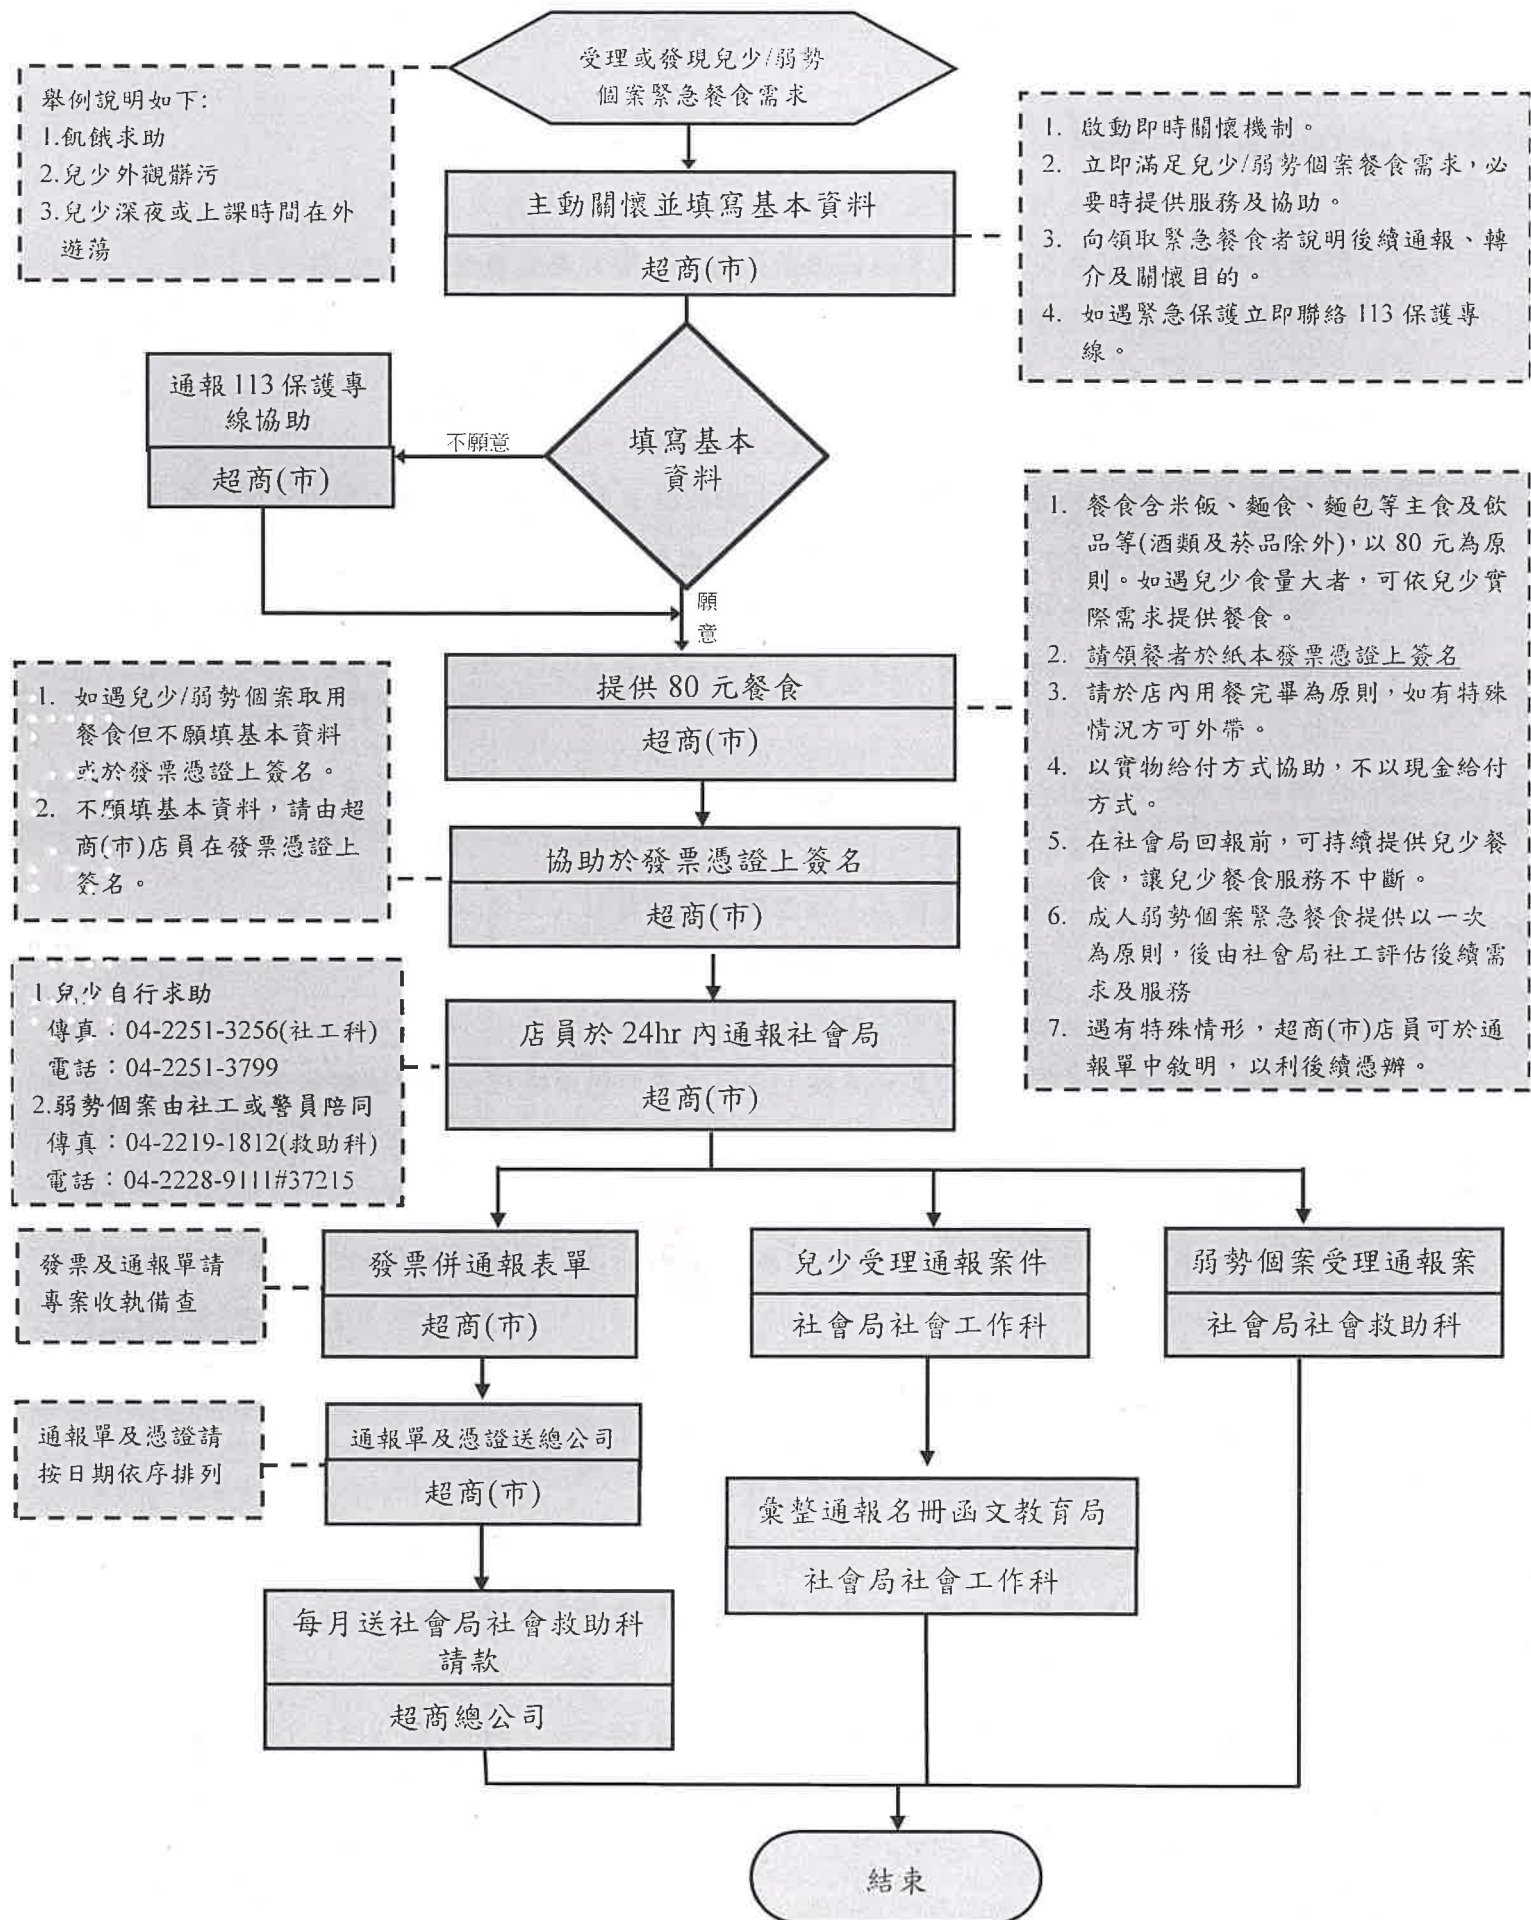 受理或發現兒少/弱勢
個案緊急餐食需求
舉例說明如下:
1.飢餓求助
2.兒少外觀髒污
3.兒少深夜或上課時間在外
遊蕩
主動關懷並填寫基本資料
超商(市)
1. 啟動即時關懷機制。
2. 立即滿足兒少/弱勢個案餐食需求，必
要時提供服務及協助。
3. 向領取緊急餐食者說明後續通報、轉
介及關懷目的。
4. 如遇緊急保護立即聯絡 113 保護專
線。
通報 113 保護專
線協助
超商(市)
不願意
填寫基本
資料
願
意
1. 餐食含米飯、麵食、麵包等主食及飲
品等(酒類及菸品除外)，以 80 元為原
則。如遇兒少食量大者，可依兒少實
際需求提供餐食。
2. 請領餐者於紙本發票憑證上簽名
3. 請於店內用餐完畢為原則，如有特殊
情況方可外帶。
4. 以實物給付方式協助，不以現金給付
方式。
5. 在社會局回報前，可持續提供兒少餐
食，讓兒少餐食服務不中斷。
6. 成人弱勢個案緊急餐食提供以一次
為原則，後由社會局社工評估後續需
求及服務
7. 遇有特殊情形，超商(市)店員可於通
報單中敘明，以利後續憑辦。
提供 80 元餐食
超商(市)
1. 如遇兒少/弱勢個案取用
餐食但不願填基本資料
或於發票憑證上簽名。
2. 不願填基本資料，請由超
商(市)店員在發票憑證上
簽名。
協助於發票憑證上簽名
超商(市)
1.兒少自行求助
傳真：04-2251-3256(社工科)
電話：04-2251-3799
2.弱勢個案由社工或警員陪同
傳真：04-2219-1812(救助科)
電話：04-2228-9111#37215
店員於 24hr 內通報社會局
超商(市)
發票及通報單請
專案收執備查
發票併通報表單
超商(市)
兒少受理通報案件
社會局社會工作科
弱勢個案受理通報案
社會局社會救助科
通報單及憑證請
按日期依序排列
通報單及憑證送總公司
超商(市)
彙整通報名冊函文教育局
社會局社會工作科
每月送社會局社會救助科
請款
超商總公司
結束